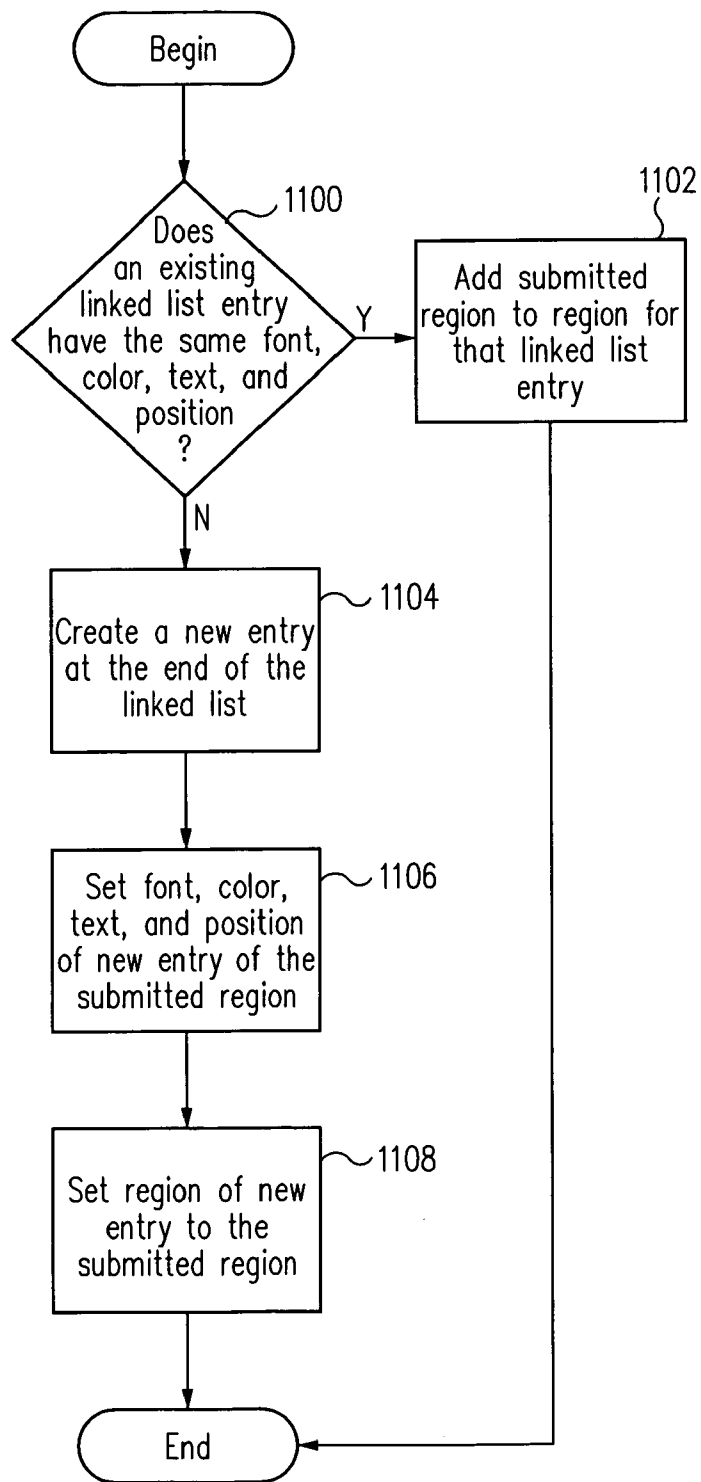 Begin
1100
Does
an existing
linked list entry
have the same font,
color, text, and
position
?
Y
1102
Add submitted
region to region for
that linked list
entry
N
1104
Create a new entry
at the end of the
linked list
1106
Set font, color,
text, and position
of new entry of the
submitted region
1108
Set region of new
entry to the
submitted region
End